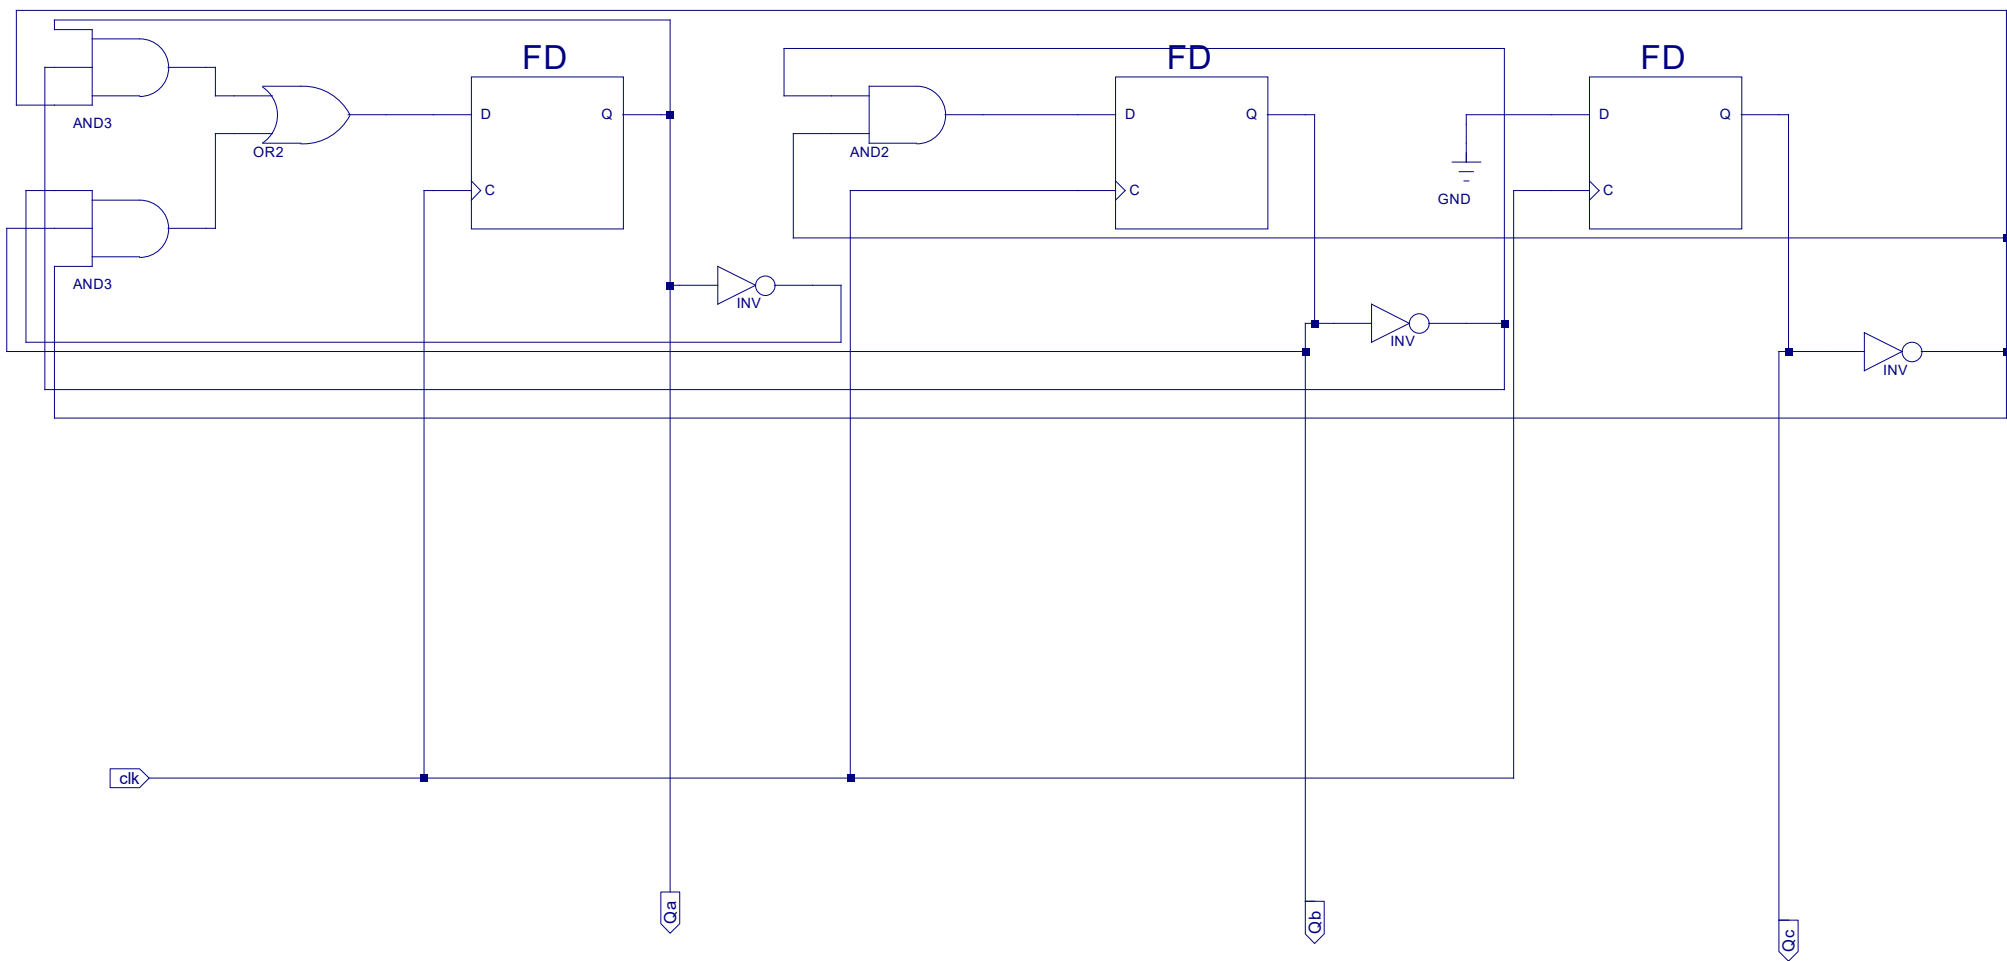 FD
FD
FD
D
Q
D
Q
D
Q
AND3
OR2
AND2
C
C
C
GND
AND3
INV
INV
INV
clk
Qa
Qb
Qc